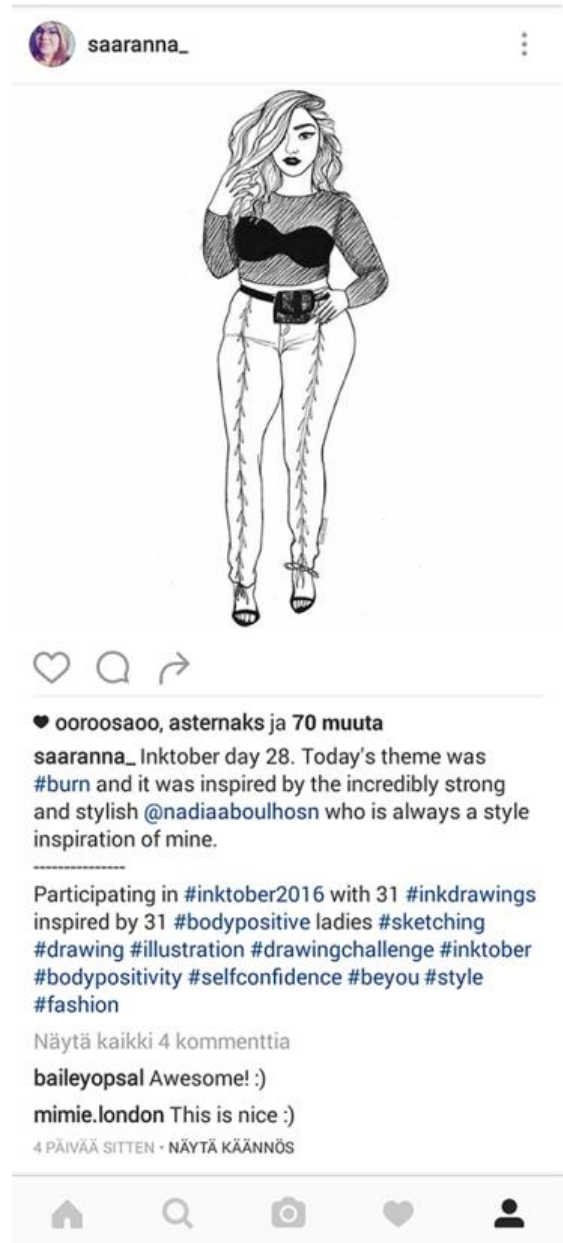 saaranna_
ooroosaoo, asternaks ja 70 muuta
saaranna_ Inktober day 28. Today's theme was
#burn and it was inspired by the incredibly strong
and stylish @nadiaaboulhosn who is always a style
inspiration of mine.
---------------
Participating in #inktober2016 with 31 #inkdrawings
inspired by 31 #bodypositive ladies #sketching
#drawing #illustration #drawingchallenge #inktober
#bodypositivity #selfconfidence #beyou #style
#fashion
Näytä kaikki 4 kommenttia
baileyopsal Awesome! :)
mimie.london This is nice :)
4 PÄIVÄÄ SITTEN • NÄYTÄ KÄÄNNÖS